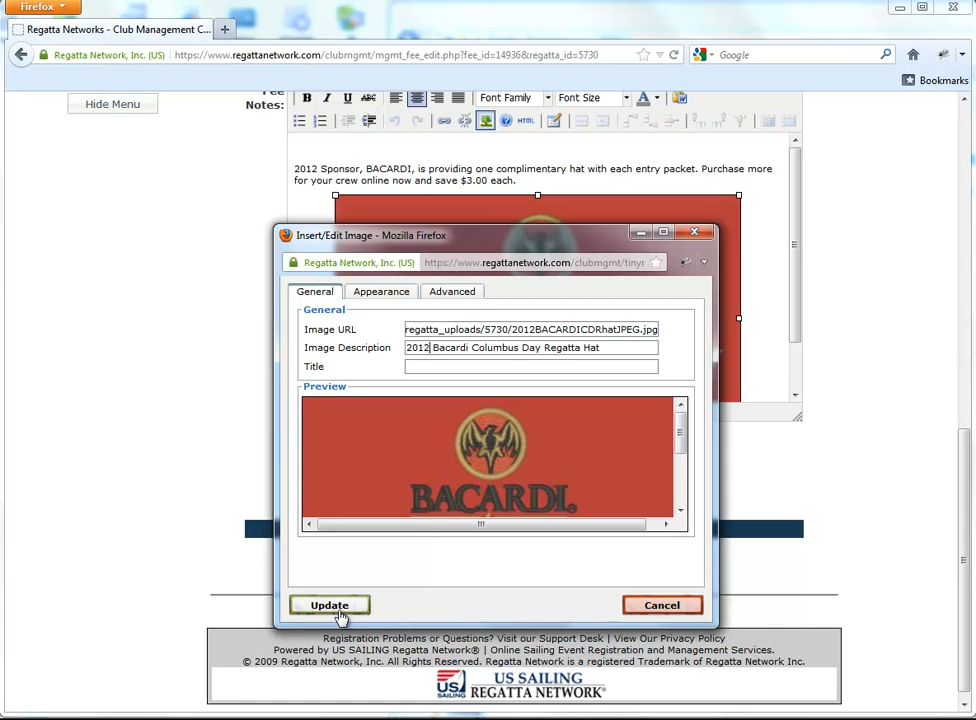 Firefox
Regatta Networks - Club Management C...
Regatta Network, Inc. (US) https://www.regattanetwork.com/clubmgmt/mgmt_fee_edit.php?fee_id=14936&regatta_id=5730
Google
Bookmarks
Hide Menu
Fee
Notes:
B I U ABC Font Family Font Size A
HTML
2012 Sponsor, BACARDI, is providing one complimentary hat with each entry packet. Purchase more
for your crew online now and save $3.00 each.
Insert/Edit Image - Mozilla Firefox
Regatta Network, Inc. (US) https://www.regattanetwork.com/clubmgmt/tinyr
General Appearance Advanced
General
Image URL regatta_uploads/5730/2012BACARDICDRhatJPEG.jpg
Image Description 2012 Bacardi Columbus Day Regatta Hat
Title
Preview
BACARDI.
Update Cancel
Registration Problems or Questions? Visit our Support Desk | View Our Privacy Policy
Powered by US SAILING Regatta Network® | Online Sailing Event Registration and Management Services.
© 2009 Regatta Network, Inc. All Rights Reserved. Regatta Network is a registered Trademark of Regatta Network, Inc.
US SAILING
REGATTA NETWORK®